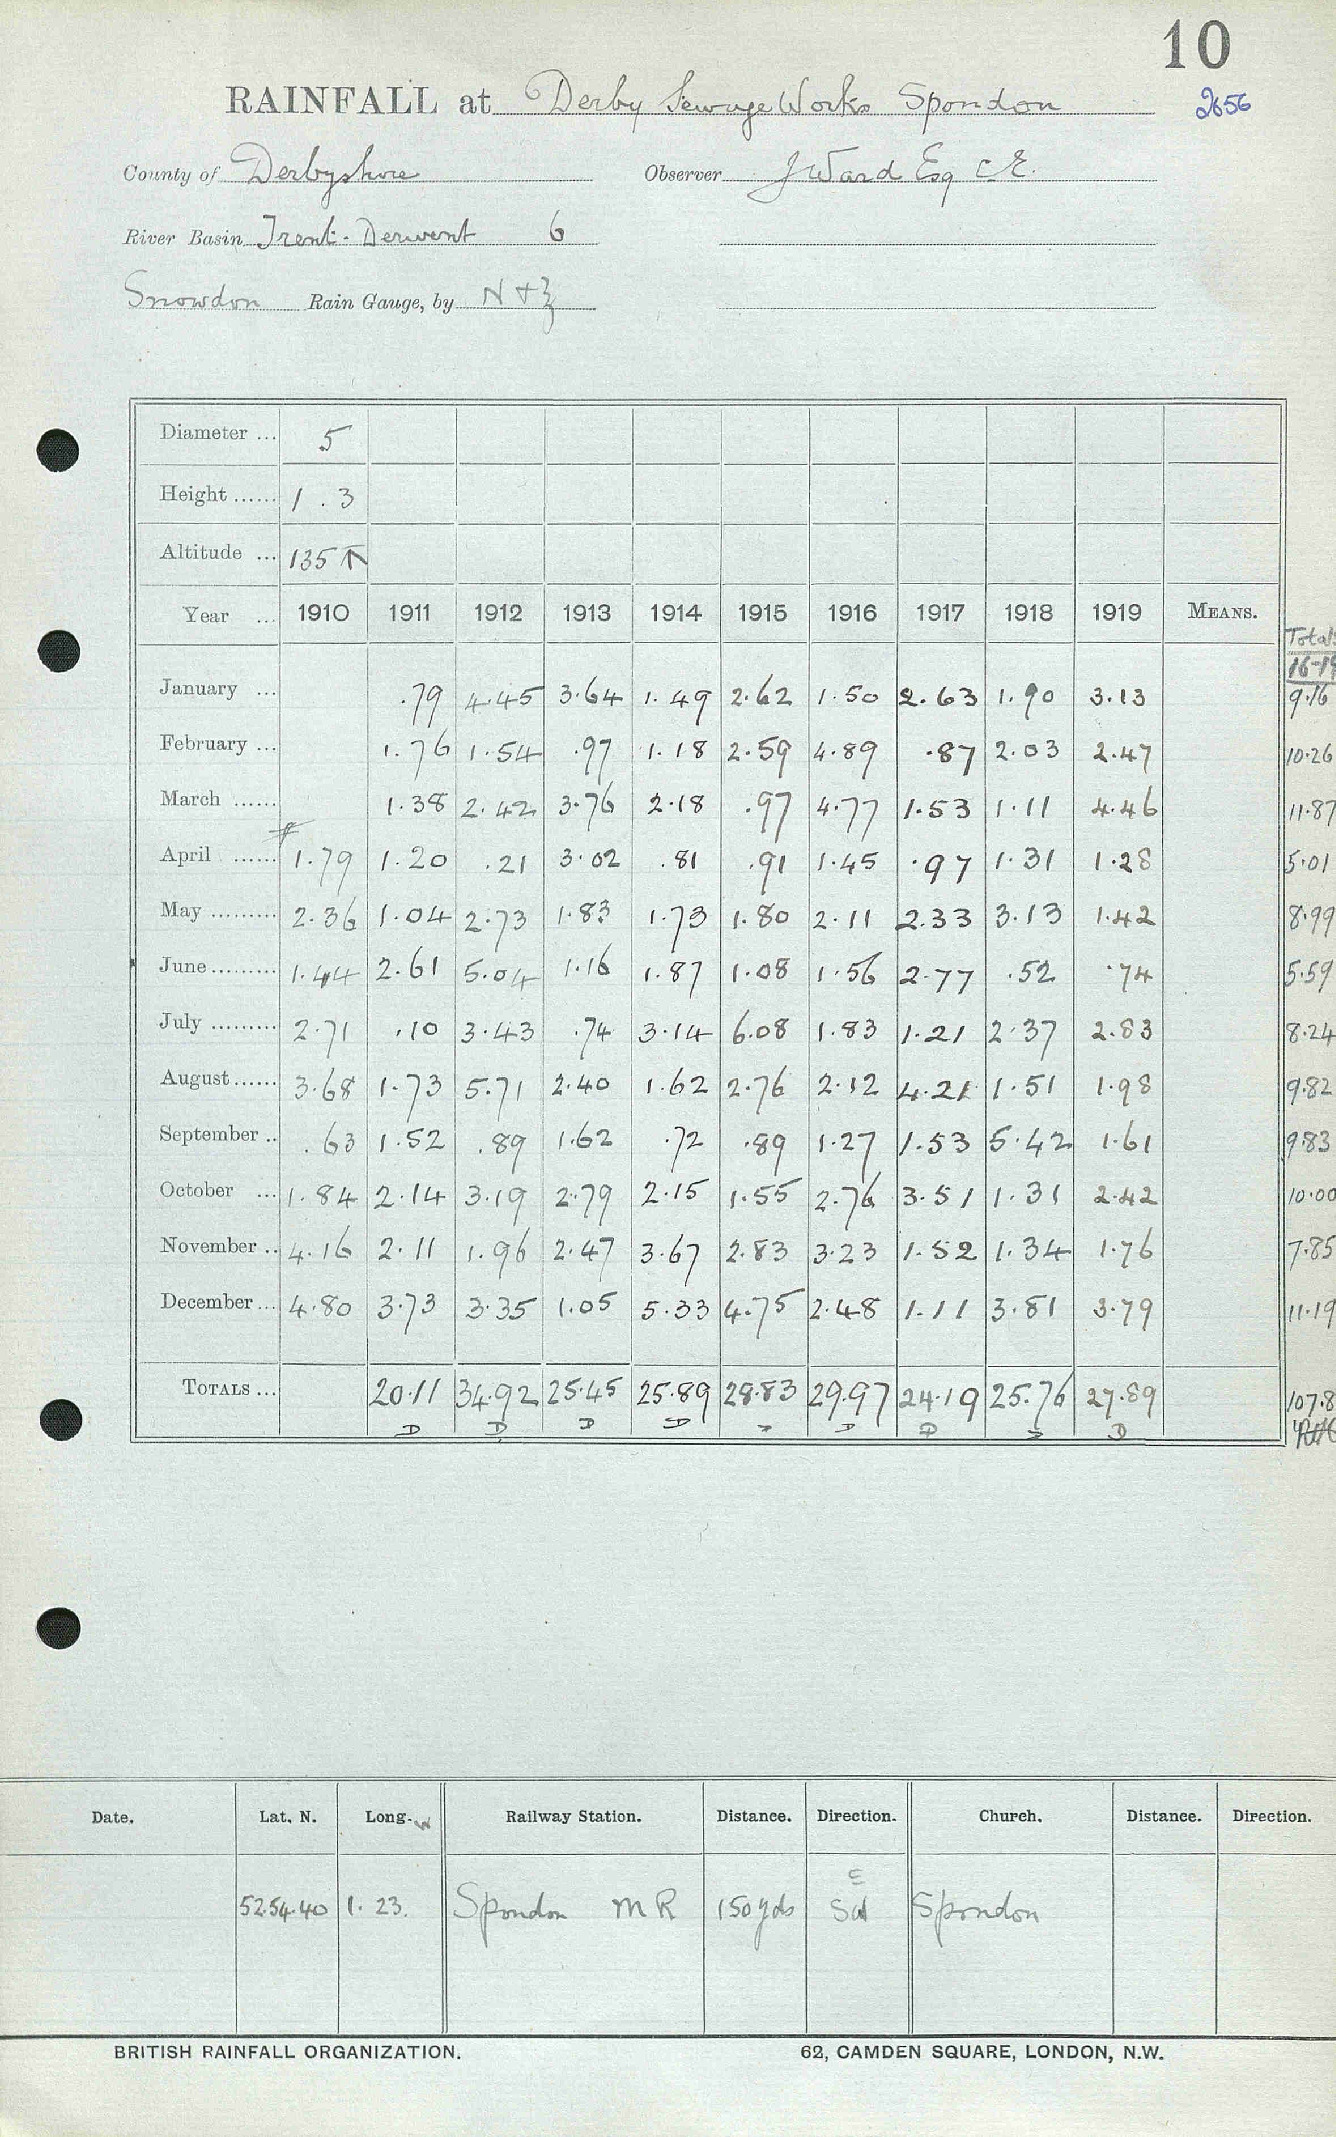 10
RAINFALL at Derby Sewage Works Spondon 2656
County of Derbyshire Observer J Ward Esq C E.
River Basin Trent - Derwent 6
Snowdon Rain Gauge, by N + Z
Diameter ... 5
Height ...... 1 . 3
Altitude ... 135
Year ... 1910 1911 1912 1913 1914 1915 1916 1917 1918 1919 MEANS. Totals
16-19
January ... .79 4.45 3.64 1.49 2.62 1.50 2.63 1.90 3.13 9.16
February ... 1.76 1.54 .97 1.18 2.59 4.89 .87 2.03 2.47 10.26
March ...... 1.38 2.42 3.76 2.18 .97 4.77 1.53 1.11 4.46 11.87
April ...... 1.79 1.20 .21 3.02 .81 .91 1.45 .97 1.31 1.28 5.01
May ......... 2.36 1.04 2.73 1.83 1.73 1.80 2.11 2.33 3.13 1.42 8.99
June ......... 1.44 2.61 5.04 1.16 1.87 1.08 1.56 2.77 .52 .74 5.59
July ......... 2.71 .10 3.43 .74 3.14 6.08 1.83 1.21 2.37 2.83 8.24
August ...... 3.68 1.73 5.71 2.40 1.62 2.76 2.12 4.21 1.51 1.98 9.82
September .. .63 1.52 .89 1.62 .72 .89 1.27 1.53 5.42 1.61 9.83
October ... 1.84 2.14 3.19 2.79 2.15 1.55 2.76 3.51 1.31 2.42 10.00
November .. 4.16 2.11 1.96 2.47 3.67 2.83 3.23 1.52 1.34 1.76 7.85
December ... 4.80 3.73 3.35 1.05 5.33 4.75 2.48 1.11 3.81 3.79 11.19
TOTALS ... 20.11 34.92 25.45 25.89 28.83 29.97 24.19 25.76 27.89 107.8
D D D D D D D D D
Date. Lat. N. Long. W Railway Station. Distance. Direction. Church. Distance. Direction.
E
52.54.40 1. 23. Spondon M R 150 yds SW Spondon
BRITISH RAINFALL ORGANIZATION. 62, CAMDEN SQUARE, LONDON, N.W.